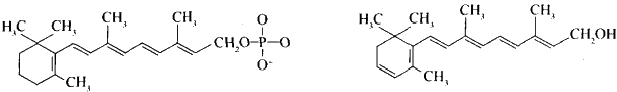 CH₃ CH₃ O
H₃C CH₃ CH₂O-P-O
CH₃ O⁻
CH₃ CH₃
H₃C CH₃ CH₂OH
CH₃